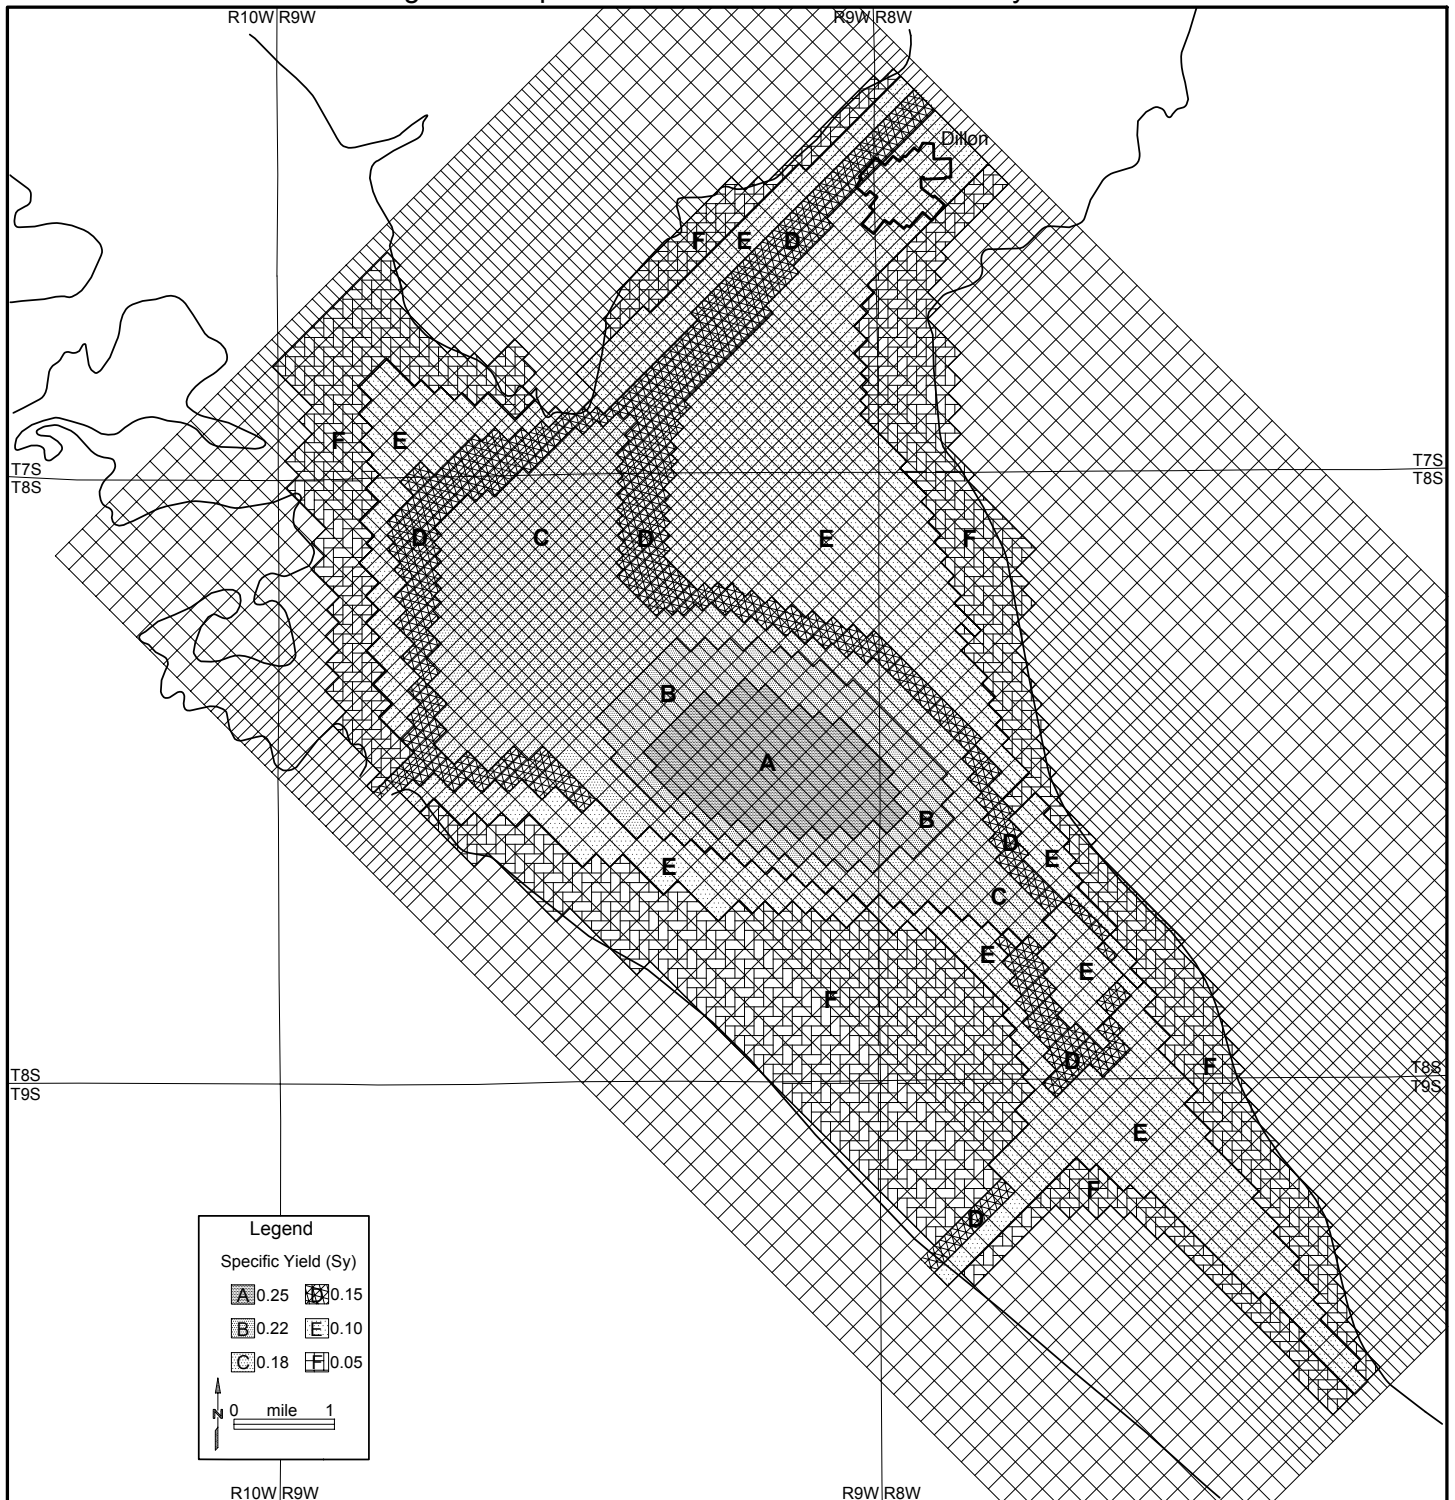 R10W R9W
R9W R8W
Dillon
F E D
F E
T7S
T8S
T7S
T8S
D C D E F
B
A
B
D
E
E
C
E
E
F
D
F
T8S
T9S
T8S
T9S
E
F
D
Legend
Specific Yield (Sy)
A 0.25 D 0.15
B 0.22 E 0.10
C 0.18 F 0.05
N 0 mile 1
R10W R9W
R9W R8W